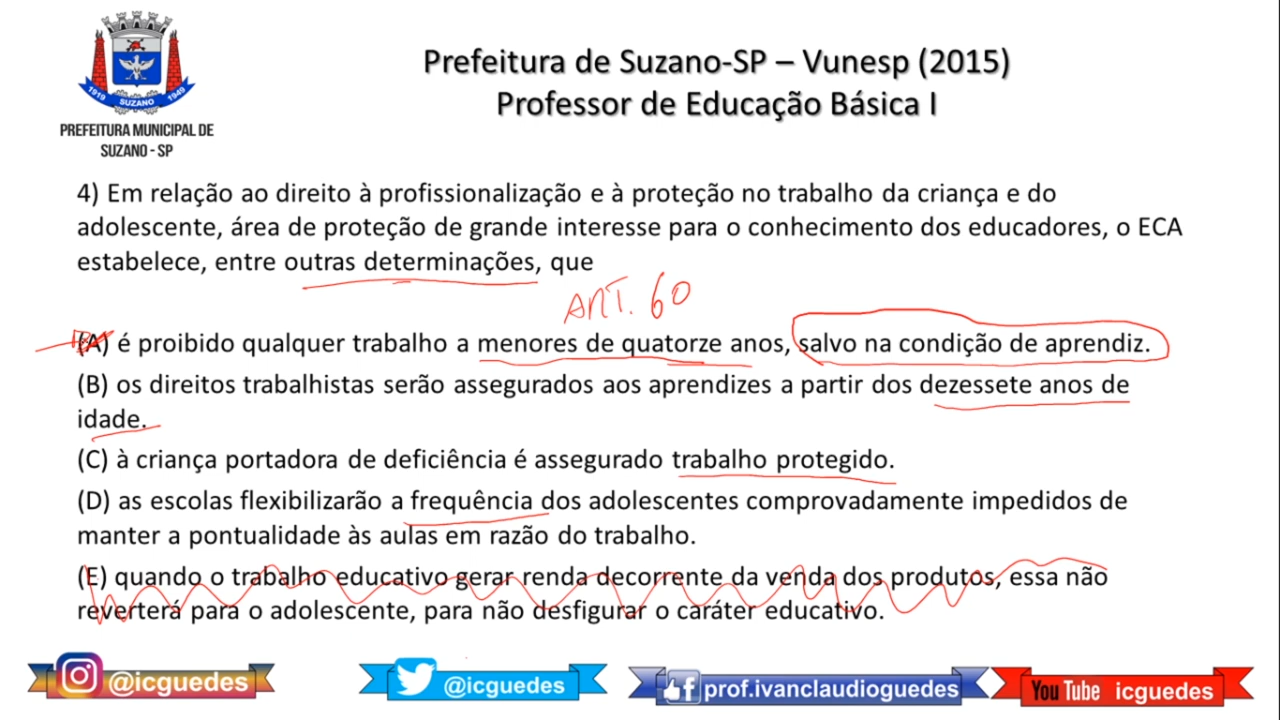 1919 SUZANO 1949
PREFEITURA MUNICIPAL DE
SUZANO - SP
Prefeitura de Suzano-SP – Vunesp (2015)
Professor de Educação Básica I
4) Em relação ao direito à profissionalização e à proteção no trabalho da criança e do
adolescente, área de proteção de grande interesse para o conhecimento dos educadores, o ECA
estabelece, entre outras determinações, que
ART. 60
(A) é proibido qualquer trabalho a menores de quatorze anos, salvo na condição de aprendiz.
(B) os direitos trabalhistas serão assegurados aos aprendizes a partir dos dezessete anos de
idade.
(C) à criança portadora de deficiência é assegurado trabalho protegido.
(D) as escolas flexibilizarão a frequência dos adolescentes comprovadamente impedidos de
manter a pontualidade às aulas em razão do trabalho.
(E) quando o trabalho educativo gerar renda decorrente da venda dos produtos, essa não
reverterá para o adolescente, para não desfigurar o caráter educativo.
@icguedes @icguedes prof.ivanclaudioguedes YouTube icguedes